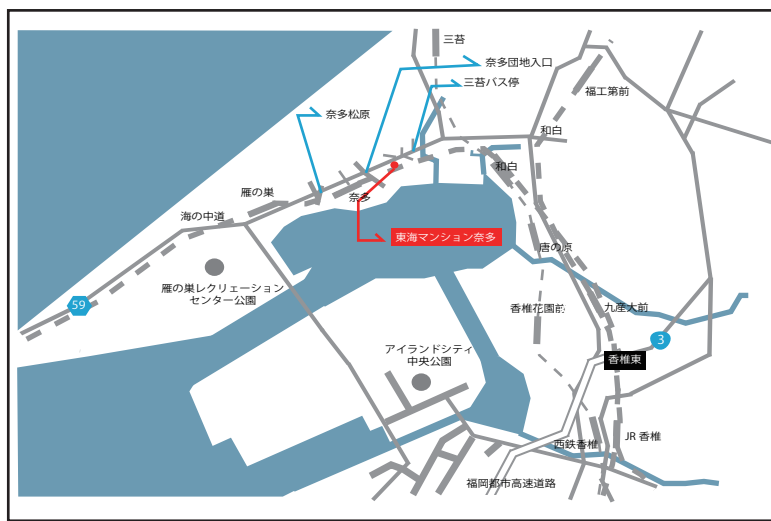 三苫
奈多団地入口
三苫バス停
福工第前
奈多松原
和白
和白
雁の巣
奈多
海の中道
東海マンション奈多
唐の原
雁の巣レクリェーション
センター公園
59
香椎花園前
九産大前
3
アイランドシティ
中央公園
香椎東
西鉄香椎
JR 香椎
福岡都市高速道路